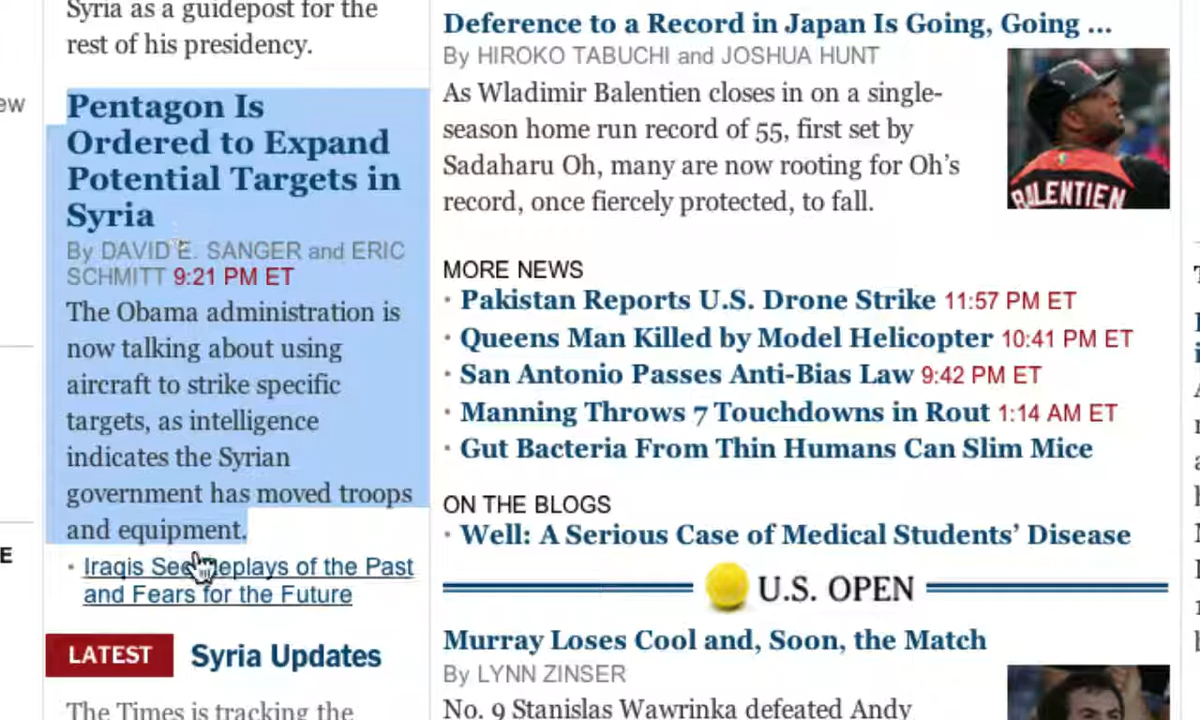 Syria as a guidepost for the
rest of his presidency.
Pentagon Is
Ordered to Expand
Potential Targets in
Syria
By DAVID E. SANGER and ERIC
SCHMITT 9:21 PM ET
The Obama administration is
now talking about using
aircraft to strike specific
targets, as intelligence
indicates the Syrian
government has moved troops
and equipment.
• Iraqis See Replays of the Past
and Fears for the Future
LATEST Syria Updates
The Times is tracking the
Deference to a Record in Japan Is Going, Going ...
By HIROKO TABUCHI and JOSHUA HUNT
As Wladimir Balentien closes in on a single-
season home run record of 55, first set by
Sadaharu Oh, many are now rooting for Oh's
record, once fiercely protected, to fall.
BALENTIEN
MORE NEWS
• Pakistan Reports U.S. Drone Strike 11:57 PM ET
• Queens Man Killed by Model Helicopter 10:41 PM ET
• San Antonio Passes Anti-Bias Law 9:42 PM ET
• Manning Throws 7 Touchdowns in Rout 1:14 AM ET
• Gut Bacteria From Thin Humans Can Slim Mice
ON THE BLOGS
• Well: A Serious Case of Medical Students' Disease
U.S. OPEN
Murray Loses Cool and, Soon, the Match
By LYNN ZINSER
No. 9 Stanislas Wawrinka defeated Andy